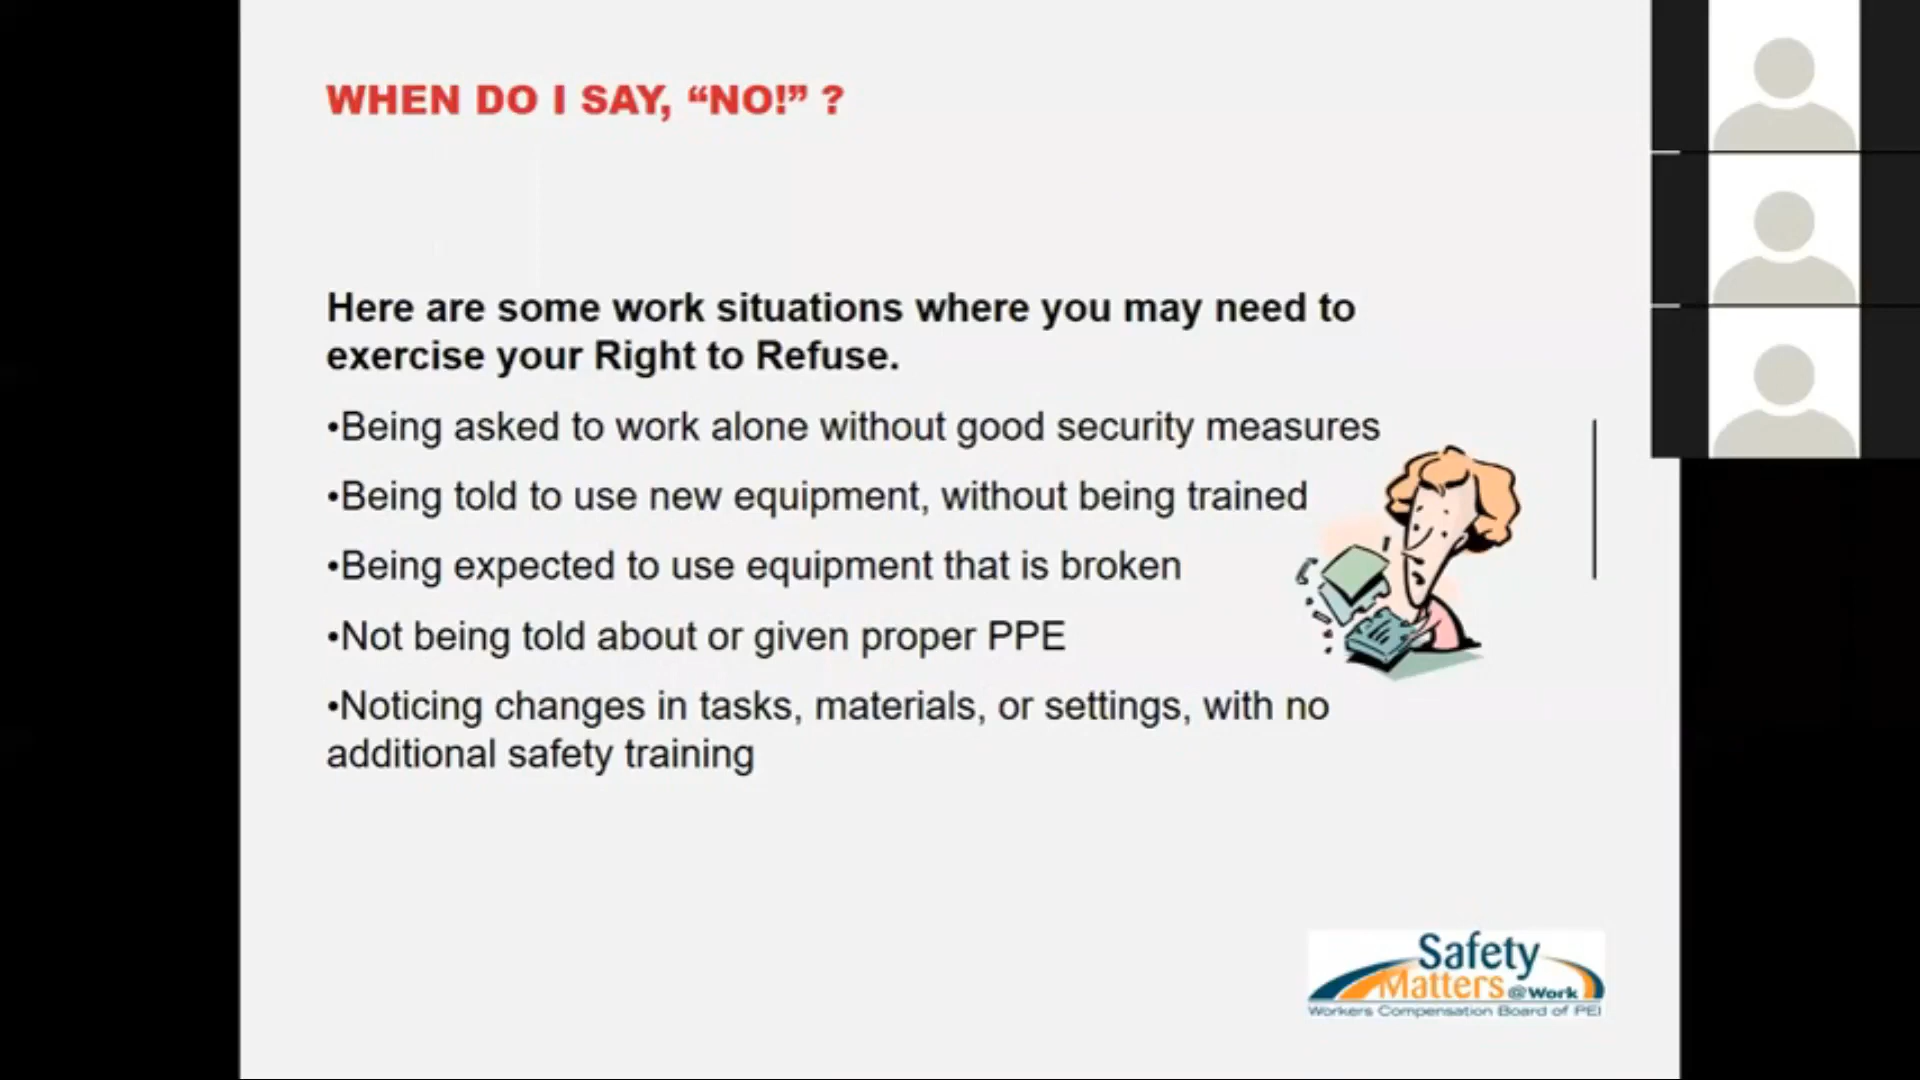 WHEN DO I SAY, “NO!” ?
Here are some work situations where you may need to
exercise your Right to Refuse.
•Being asked to work alone without good security measures
•Being told to use new equipment, without being trained
•Being expected to use equipment that is broken
•Not being told about or given proper PPE
•Noticing changes in tasks, materials, or settings, with no
additional safety training
Safety
Matters @Work
Workers Compensation Board of PEI